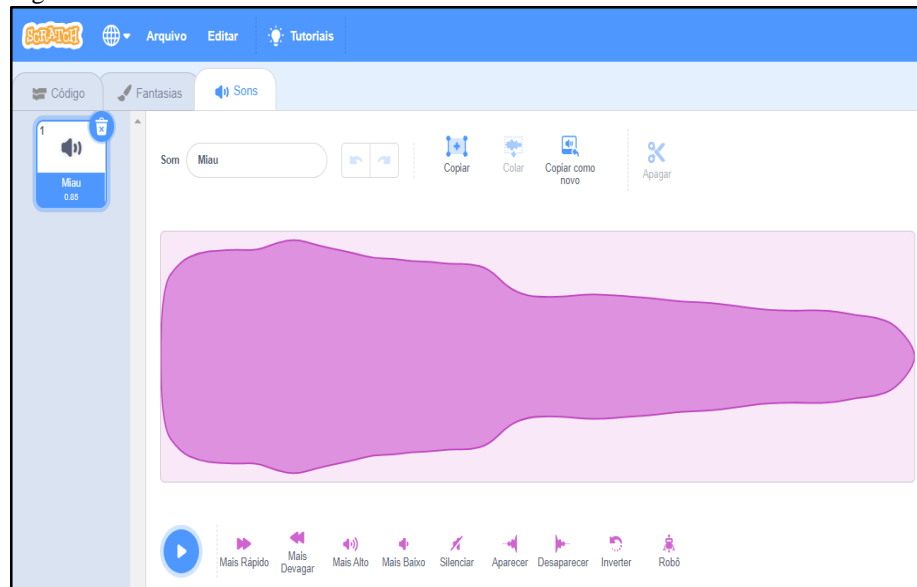 SCRATCH Arquivo Editar Tutoriais
Código Fantasias Sons
1
Miau
0.85
Som Miau
Copiar Colar Copiar como novo Apagar
Mais Rápido Mais Devagar Mais Alto Mais Baixo Silenciar Aparecer Desaparecer Inverter Robô